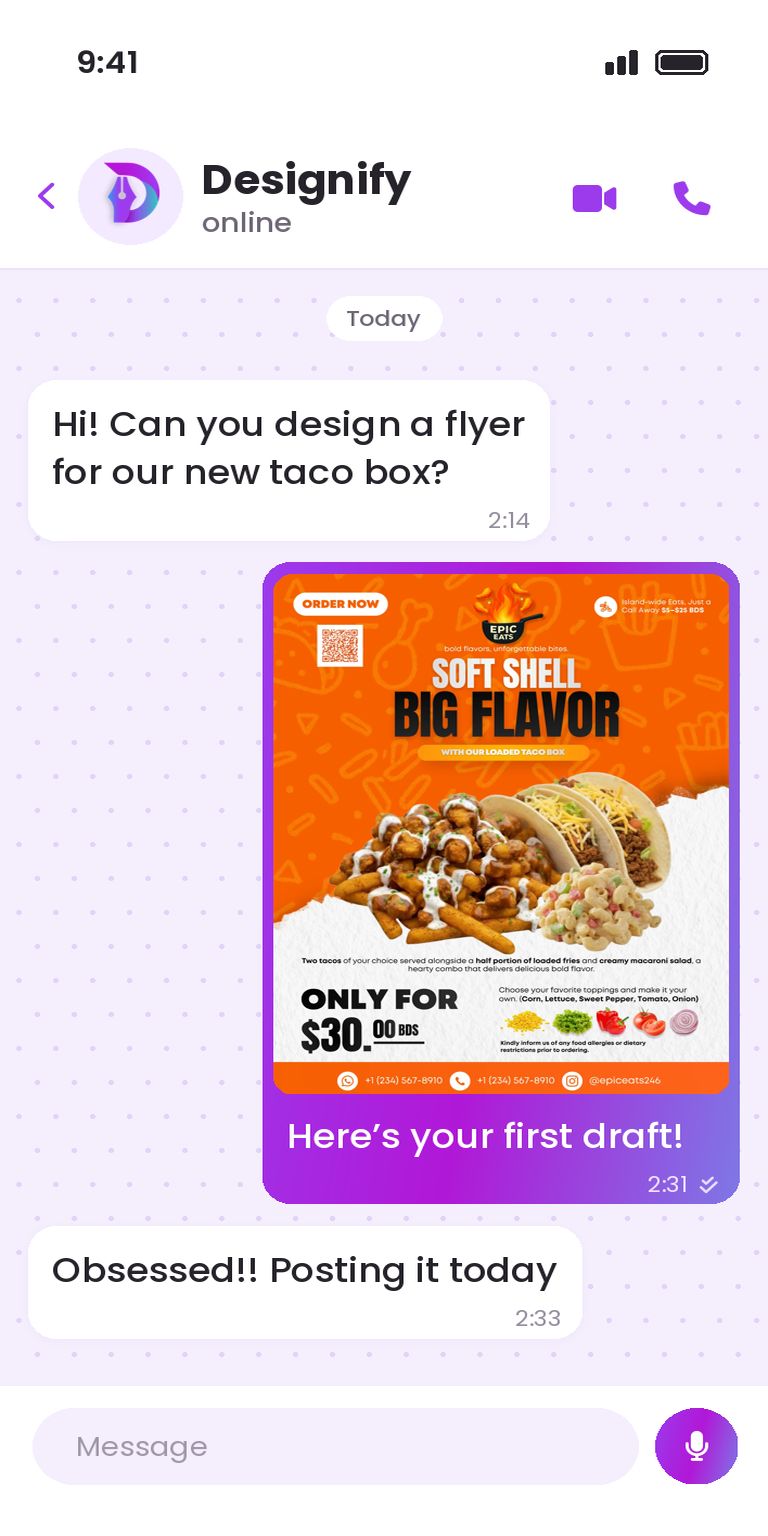 9:41
Designify
online
Today
Hi! Can you design a flyer
for our new taco box?
2:14
ORDER NOW
EPIC
EATS
Island-wide Eats, Just a
Call Away $5–$25 BDS
bold flavors, unforgettable bites.
SOFT SHELL
BIG FLAVOR
WITH OUR LOADED TACO BOX
Two tacos of your choice served alongside a half portion of loaded fries and creamy macaroni salad, a
hearty combo that delivers delicious bold flavor.
ONLY FOR
$30.00 BDS
Choose your favorite toppings and make it your
own. (Corn, Lettuce, Sweet Pepper, Tomato, Onion)
Kindly inform us of any food allergies or dietary
restrictions prior to ordering.
+1 (234) 567-8910
+1 (234) 567-8910
@epiceats246
Here’s your first draft!
2:31
Obsessed!! Posting it today
2:33
Message